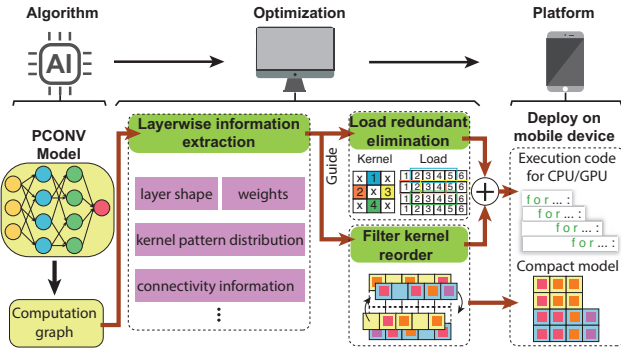 Algorithm
Optimization
Platform
AI
PCONV
Model
Computation
graph
Layerwise information
extraction
layer shape
weights
kernel pattern distribution
connectivity information
⋮
Guide
Load redundant
elimination
Kernel
Load
x 1 x
2 x 3
x 4 x
1 2 3 4 5 6
1 2 3 4 5 6
1 2 3 4 5 6
1 2 3 4 5 6
Filter kernel
reorder
+
Deploy on
mobile device
Execution code
for CPU/GPU
for ... :
for ... :
for ... :
for ... :
Compact model